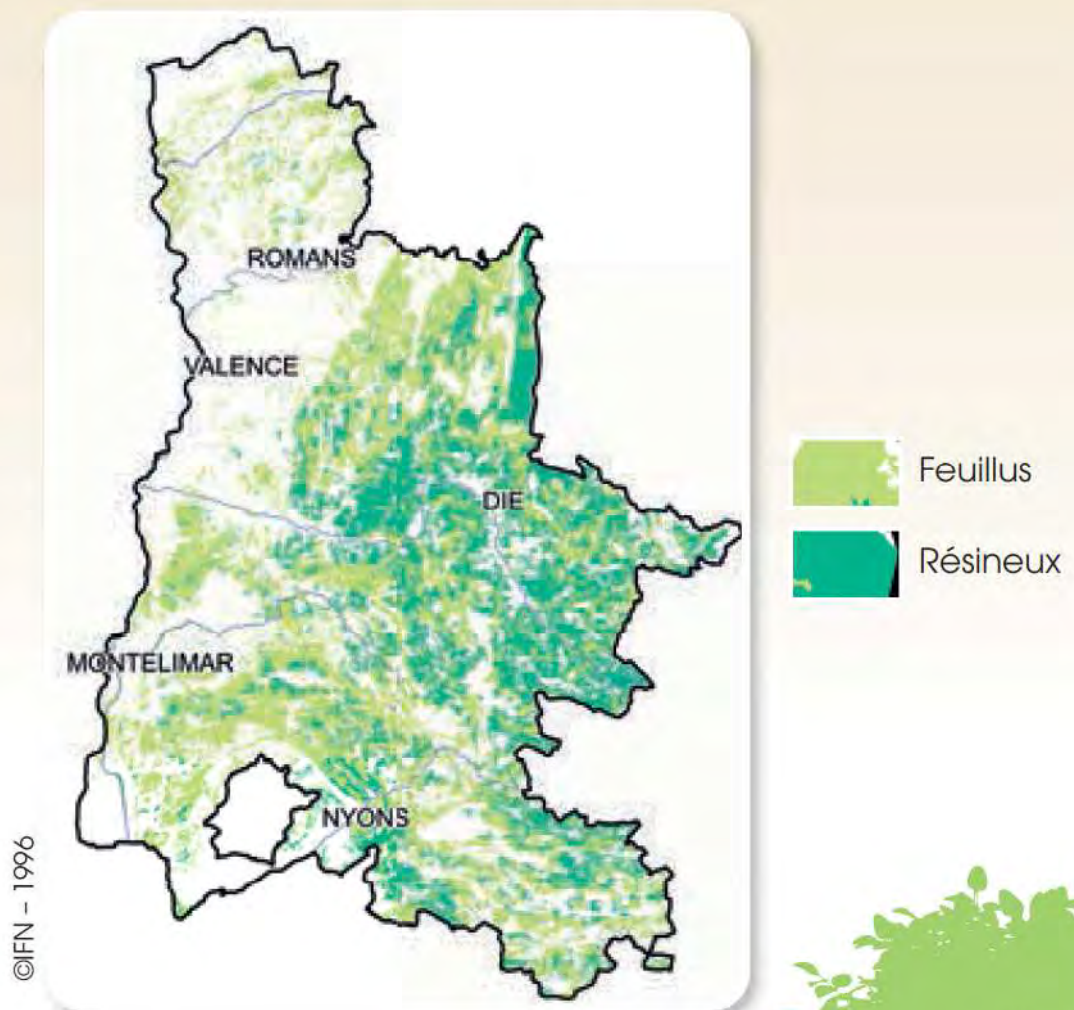 ROMANS
VALENCE
DIE
MONTELIMAR
NYONS
Feuillus
Résineux
©IFN – 1996